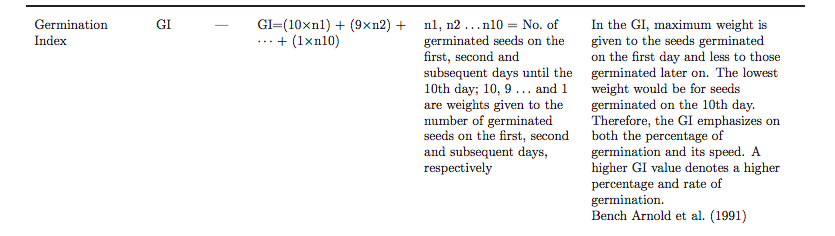 Germination Index
GI
—
GI=(10×n1) + (9×n2) +
⋯ + (1×n10)
n1, n2 …n10 = No. of
germinated seeds on the
first, second and
subsequent days until the
10th day; 10, 9 … and 1
are weights given to the
number of germinated
seeds on the first, second
and subsequent days,
respectively
In the GI, maximum weight is
given to the seeds germinated
on the first day and less to those
germinated later on. The lowest
weight would be for seeds
germinated on the 10th day.
Therefore, the GI emphasizes on
both the percentage of
germination and its speed. A
higher GI value denotes a higher
percentage and rate of
germination.
Bench Arnold et al. (1991)